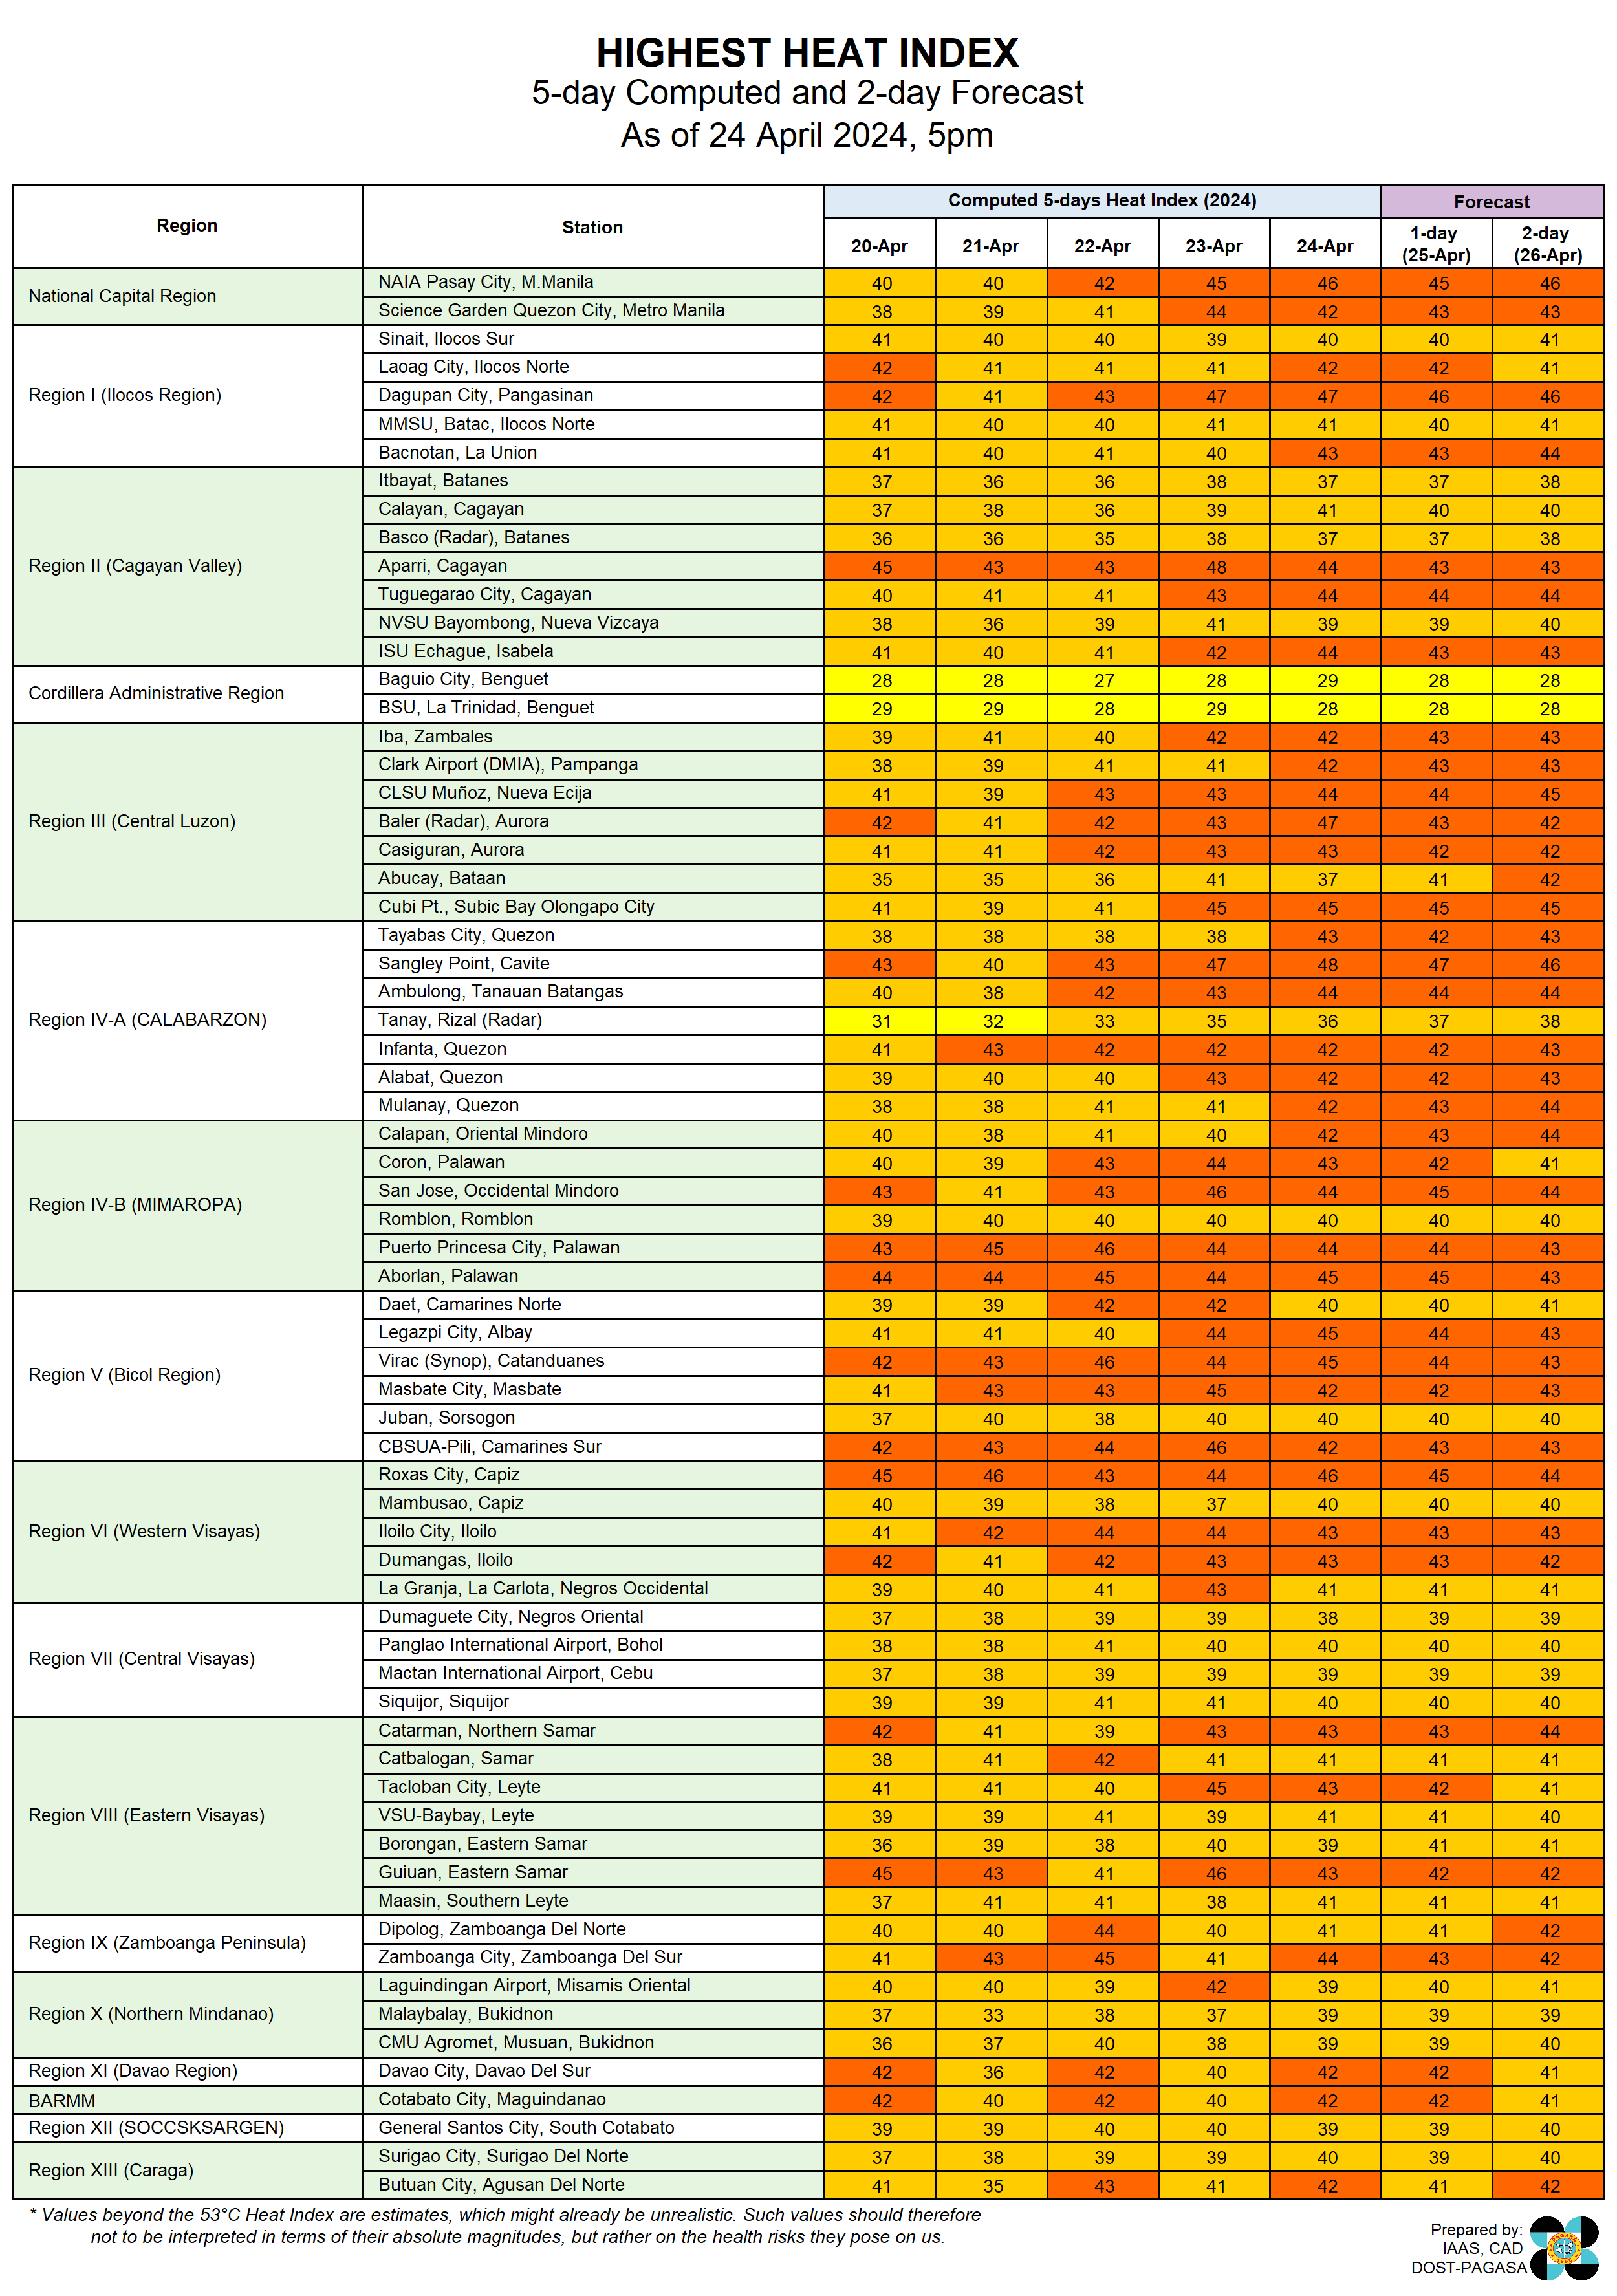 HIGHEST HEAT INDEX
5-day Computed and 2-day Forecast
As of 24 April 2024, 5pm
Region Station Computed 5-days Heat Index (2024) Forecast
20-Apr 21-Apr 22-Apr 23-Apr 24-Apr 1-day (25-Apr) 2-day (26-Apr)
National Capital Region
NAIA Pasay City, M.Manila 40 40 42 45 46 45 46
Science Garden Quezon City, Metro Manila 38 39 41 44 42 43 43
Region I (Ilocos Region)
Sinait, Ilocos Sur 41 40 40 39 40 40 41
Laoag City, Ilocos Norte 42 41 41 41 42 42 41
Dagupan City, Pangasinan 42 41 43 47 47 46 46
MMSU, Batac, Ilocos Norte 41 40 40 41 41 40 41
Bacnotan, La Union 41 40 41 40 43 43 44
Region II (Cagayan Valley)
Itbayat, Batanes 37 36 36 38 37 37 38
Calayan, Cagayan 37 38 36 39 41 40 40
Basco (Radar), Batanes 36 36 35 38 37 37 38
Aparri, Cagayan 45 43 43 48 44 43 43
Tuguegarao City, Cagayan 40 41 41 43 44 44 44
NVSU Bayombong, Nueva Vizcaya 38 36 39 41 39 39 40
ISU Echague, Isabela 41 40 41 42 44 43 43
Cordillera Administrative Region
Baguio City, Benguet 28 28 27 28 29 28 28
BSU, La Trinidad, Benguet 29 29 28 29 28 28 28
Region III (Central Luzon)
Iba, Zambales 39 41 40 42 42 43 43
Clark Airport (DMIA), Pampanga 38 39 41 41 42 43 43
CLSU Muñoz, Nueva Ecija 41 39 43 43 44 44 45
Baler (Radar), Aurora 42 41 42 43 47 43 42
Casiguran, Aurora 41 41 42 43 43 42 42
Abucay, Bataan 35 35 36 41 37 41 42
Cubi Pt., Subic Bay Olongapo City 41 39 41 45 45 45 45
Region IV-A (CALABARZON)
Tayabas City, Quezon 38 38 38 38 43 42 43
Sangley Point, Cavite 43 40 43 47 48 47 46
Ambulong, Tanauan Batangas 40 38 42 43 44 44 44
Tanay, Rizal (Radar) 31 32 33 35 36 37 38
Infanta, Quezon 41 43 42 42 42 42 43
Alabat, Quezon 39 40 40 43 42 42 43
Mulanay, Quezon 38 38 41 41 42 43 44
Region IV-B (MIMAROPA)
Calapan, Oriental Mindoro 40 38 41 40 42 43 44
Coron, Palawan 40 39 43 44 43 42 41
San Jose, Occidental Mindoro 43 41 43 46 44 45 44
Romblon, Romblon 39 40 40 40 40 40 40
Puerto Princesa City, Palawan 43 45 46 44 44 44 43
Aborlan, Palawan 44 44 45 44 45 45 43
Region V (Bicol Region)
Daet, Camarines Norte 39 39 42 42 40 40 41
Legazpi City, Albay 41 41 40 44 45 44 43
Virac (Synop), Catanduanes 42 43 46 44 45 44 43
Masbate City, Masbate 41 43 43 45 42 42 43
Juban, Sorsogon 37 40 38 40 40 40 40
CBSUA-Pili, Camarines Sur 42 43 44 46 42 43 43
Region VI (Western Visayas)
Roxas City, Capiz 45 46 43 44 46 45 44
Mambusao, Capiz 40 39 38 37 40 40 40
Iloilo City, Iloilo 41 42 44 44 43 43 43
Dumangas, Iloilo 42 41 42 43 43 43 42
La Granja, La Carlota, Negros Occidental 39 40 41 43 41 41 41
Region VII (Central Visayas)
Dumaguete City, Negros Oriental 37 38 39 39 38 39 39
Panglao International Airport, Bohol 38 38 41 40 40 40 40
Mactan International Airport, Cebu 37 38 39 39 39 39 39
Siquijor, Siquijor 39 39 41 41 40 40 40
Region VIII (Eastern Visayas)
Catarman, Northern Samar 42 41 39 43 43 43 44
Catbalogan, Samar 38 41 42 41 41 41 41
Tacloban City, Leyte 41 41 40 45 43 42 41
VSU-Baybay, Leyte 39 39 41 39 41 41 40
Borongan, Eastern Samar 36 39 38 40 39 41 41
Guiuan, Eastern Samar 45 43 41 46 43 42 42
Maasin, Southern Leyte 37 41 41 38 41 41 41
Region IX (Zamboanga Peninsula)
Dipolog, Zamboanga Del Norte 40 40 44 40 41 41 42
Zamboanga City, Zamboanga Del Sur 41 43 45 41 44 43 42
Region X (Northern Mindanao)
Laguindingan Airport, Misamis Oriental 40 40 39 42 39 40 41
Malaybalay, Bukidnon 37 33 38 37 39 39 39
CMU Agromet, Musuan, Bukidnon 36 37 40 38 39 39 40
Region XI (Davao Region) Davao City, Davao Del Sur 42 36 42 40 42 42 41
BARMM Cotabato City, Maguindanao 42 40 42 40 42 42 41
Region XII (SOCCSKSARGEN) General Santos City, South Cotabato 39 39 40 40 39 39 40
Region XIII (Caraga)
Surigao City, Surigao Del Norte 37 38 39 39 40 39 40
Butuan City, Agusan Del Norte 41 35 43 41 42 41 42
* Values beyond the 53°C Heat Index are estimates, which might already be unrealistic. Such values should therefore
not to be interpreted in terms of their absolute magnitudes, but rather on the health risks they pose on us.
Prepared by:
IAAS, CAD
DOST-PAGASA